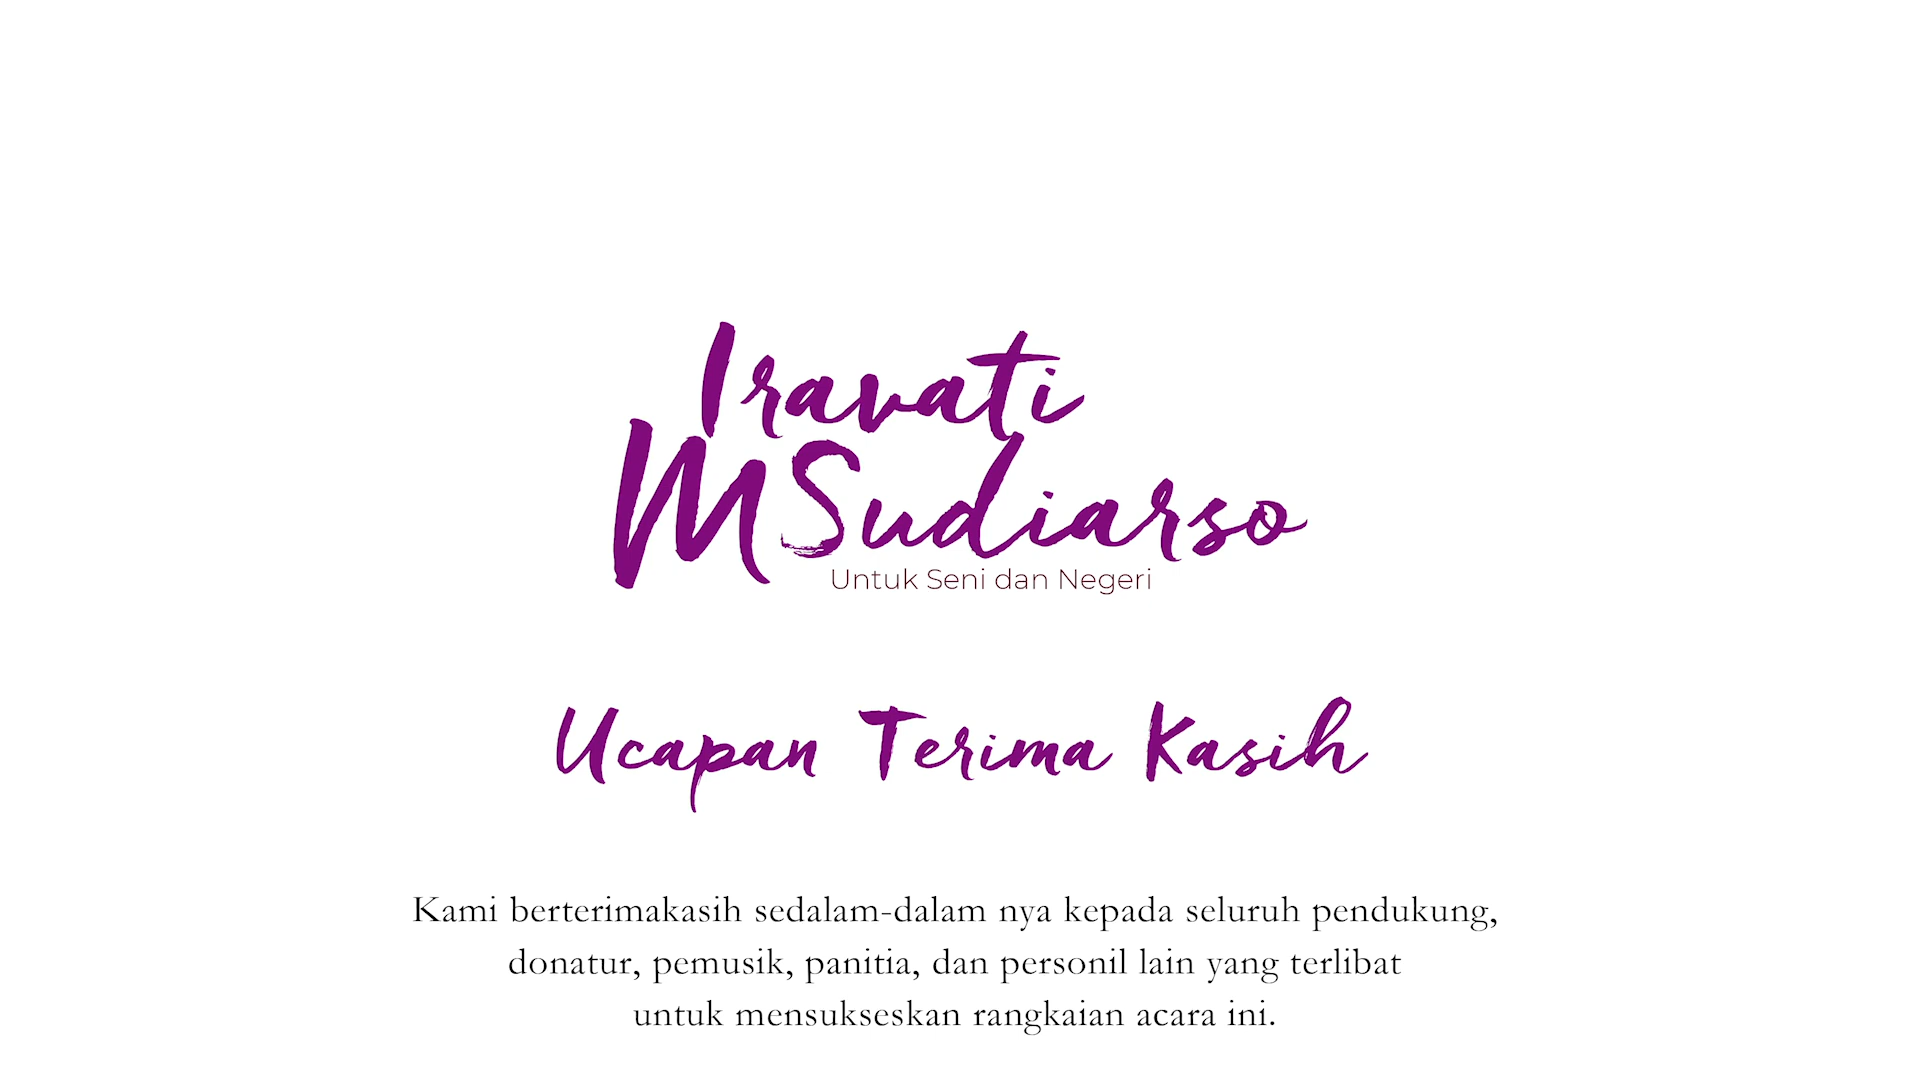 Iravati
MSudiarso
Untuk Seni dan Negeri
Ucapan Terima Kasih
Kami berterimakasih sedalam-dalam nya kepada seluruh pendukung,
donatur, pemusik, panitia, dan personil lain yang terlibat
untuk mensukseskan rangkaian acara ini.